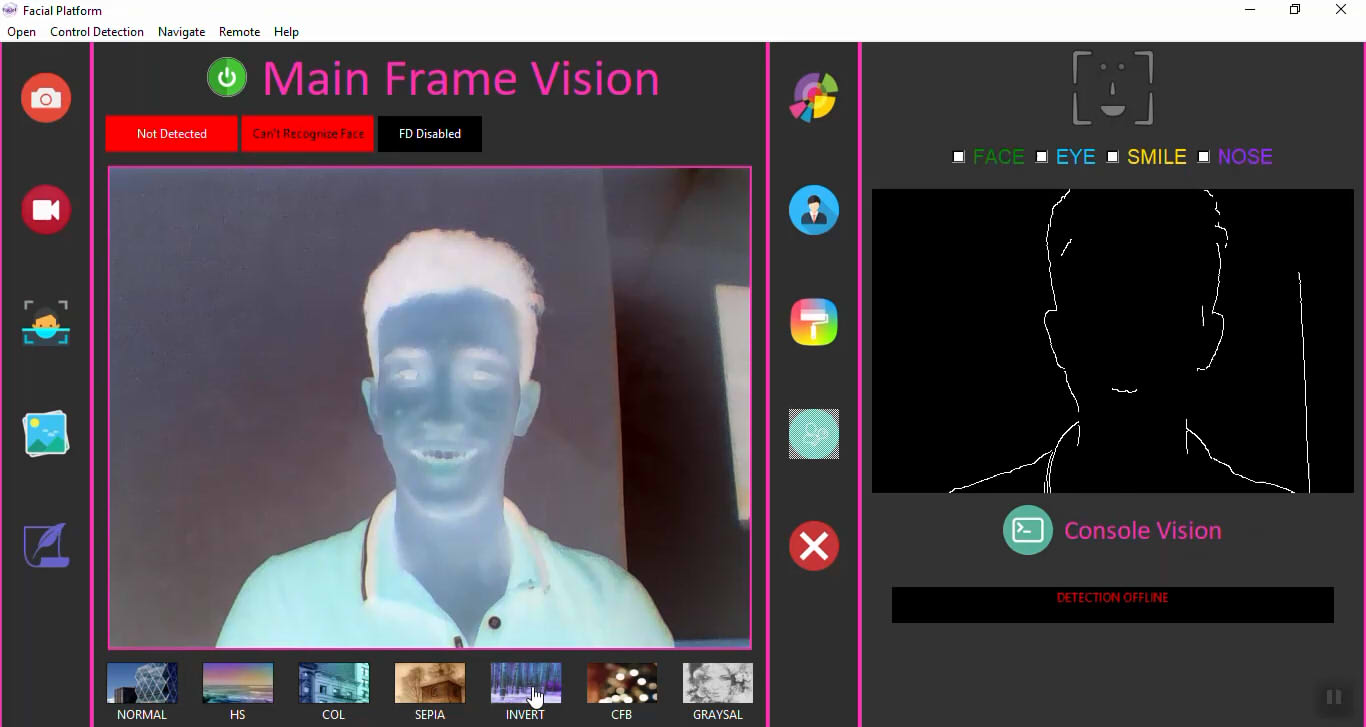 Facial Platform
Open Control Detection Navigate Remote Help
Main Frame Vision
Not Detected Can't Recognize Face FD Disabled
FACE EYE SMILE NOSE
Console Vision
DETECTION OFFLINE
NORMAL HS COL SEPIA INVERT CFB GRAYSAL